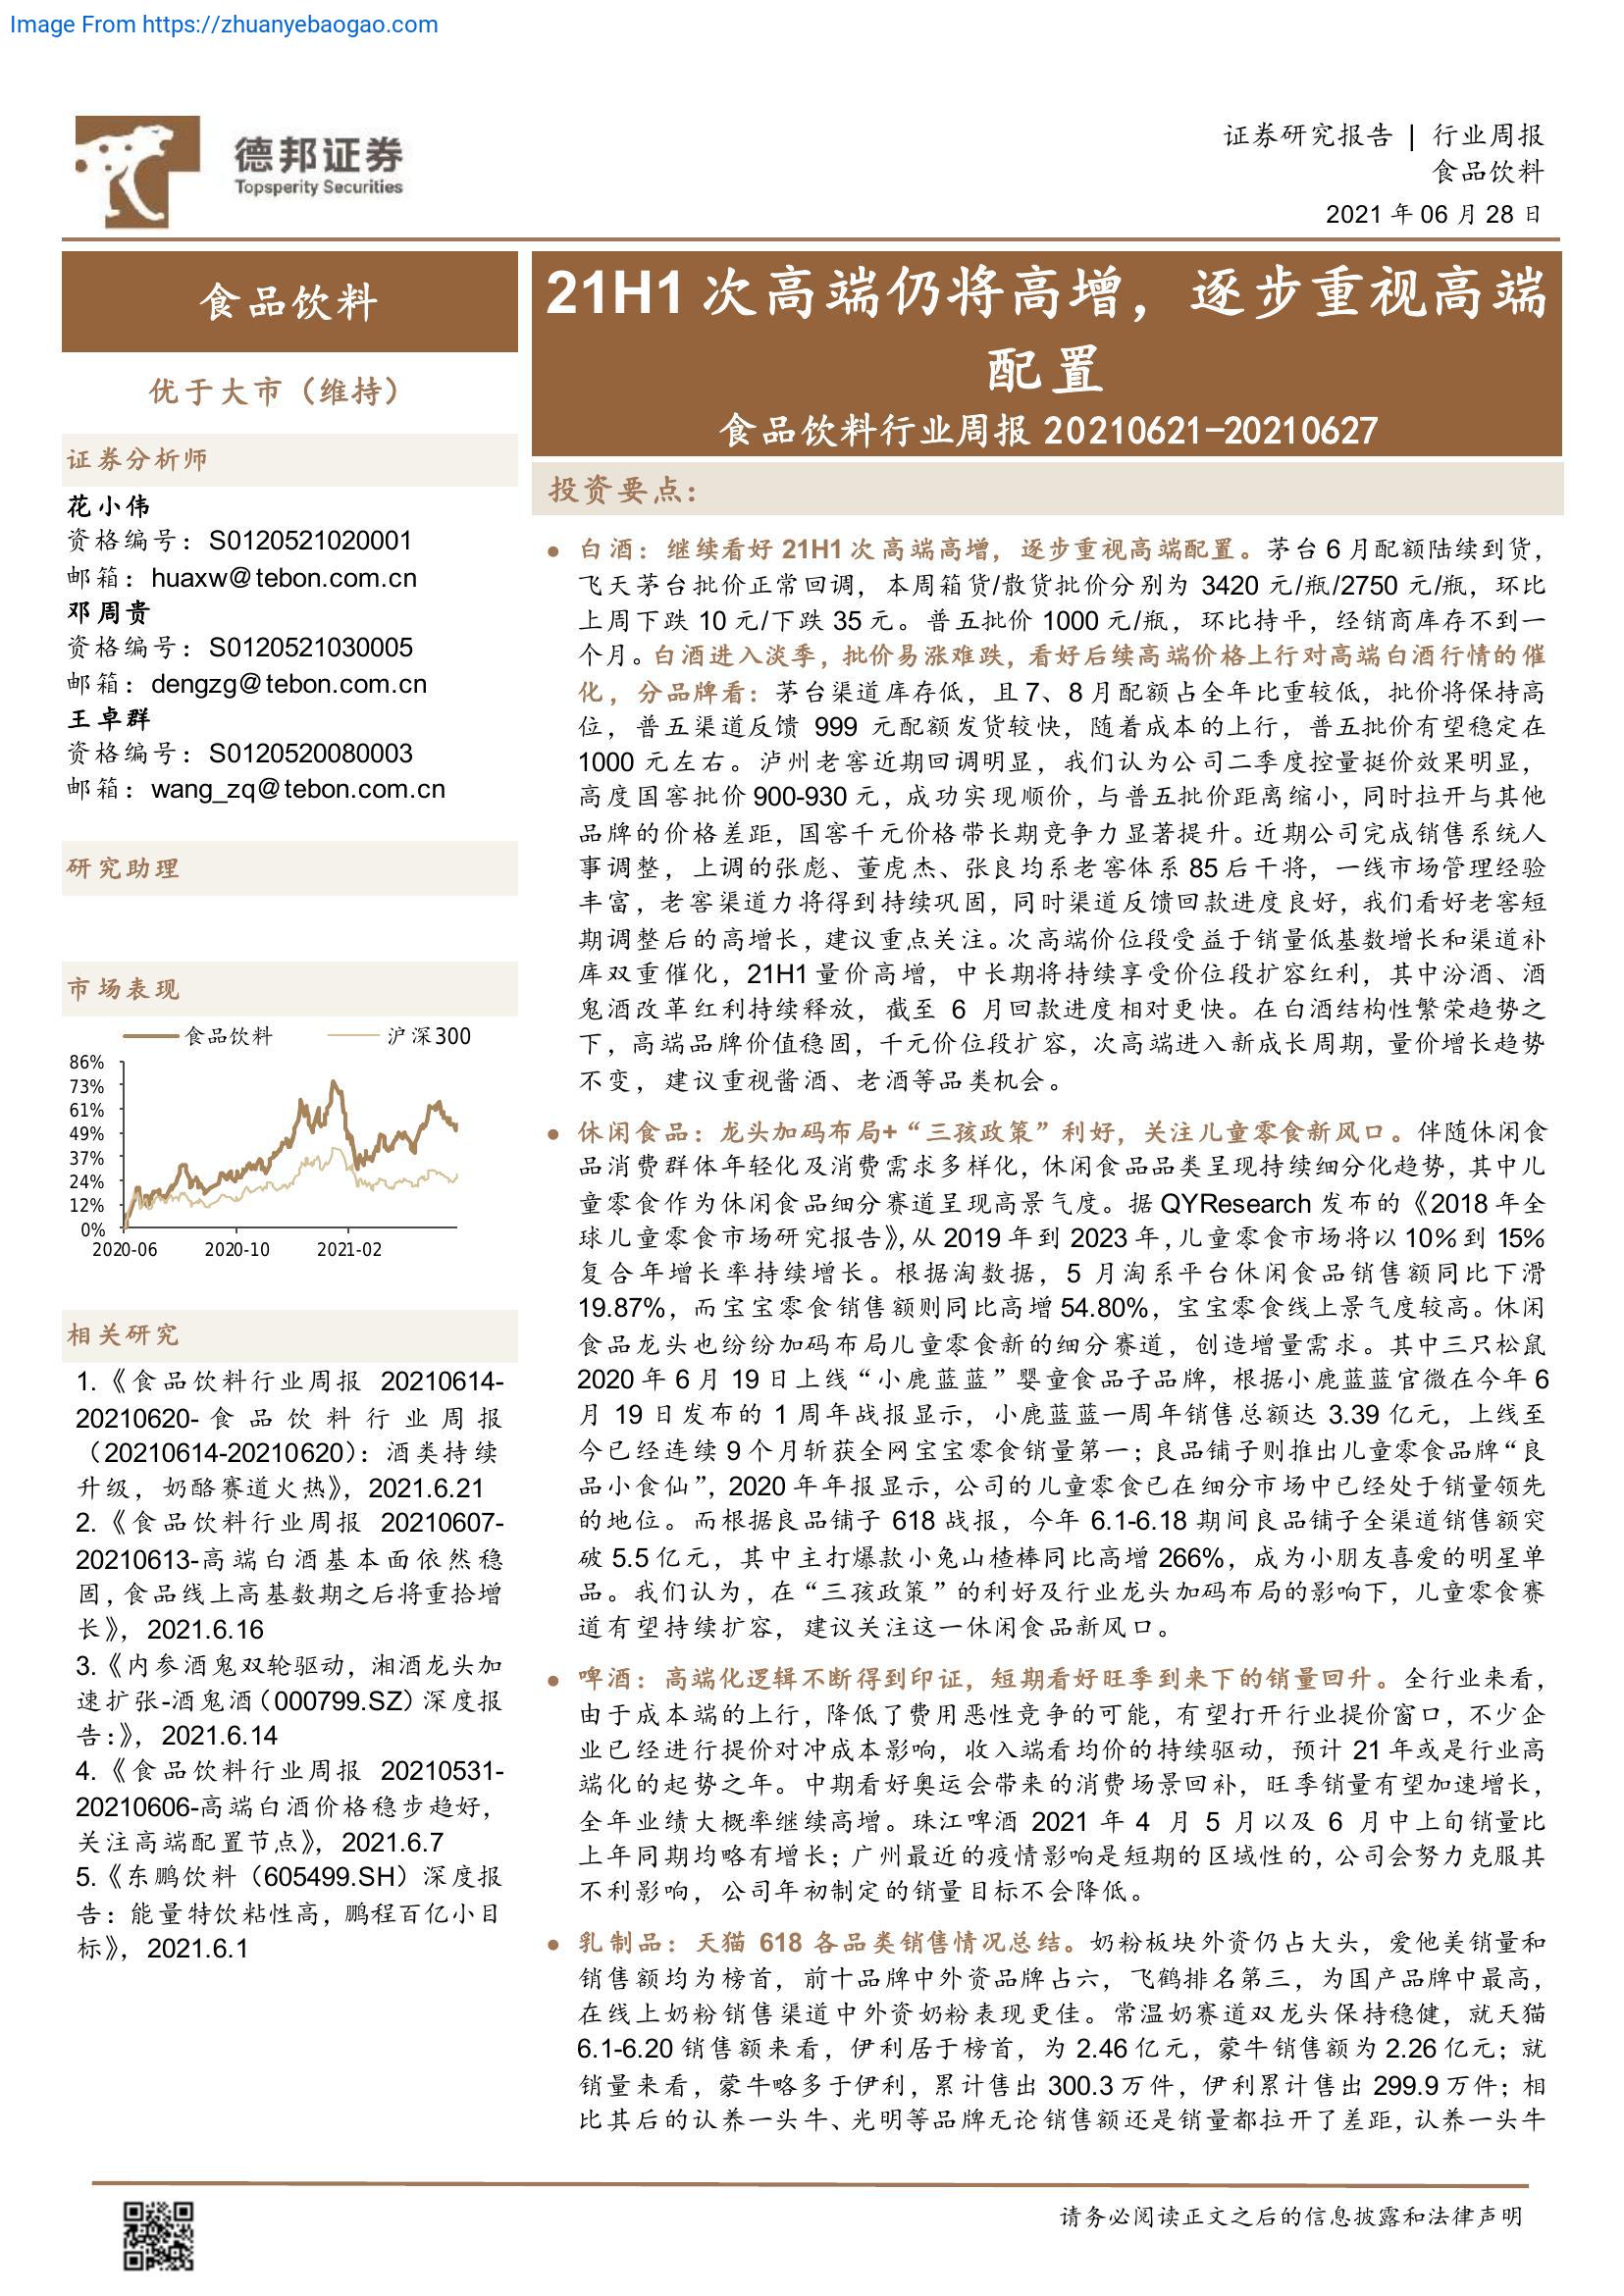 Image From https://zhuanyebaogao.com
德邦证券
Topsperity Securities
证券研究报告 | 行业周报
食品饮料
2021 年 06 月 28 日
食品饮料
优于大市（维持）
证券分析师
花小伟
资格编号：S0120521020001
邮箱：huaxw@tebon.com.cn
邓周贵
资格编号：S0120521030005
邮箱：dengzg@tebon.com.cn
王卓群
资格编号：S0120520080003
邮箱：wang_zq@tebon.com.cn
研究助理
市场表现
食品饮料 沪深300
86%
73%
61%
49%
37%
24%
12%
0%
2020-06 2020-10 2021-02
相关研究
1.《食品饮料行业周报 20210614-
20210620-食品饮料行业周报
（20210614-20210620）：酒类持续
升级，奶酪赛道火热》，2021.6.21
2.《食品饮料行业周报 20210607-
20210613-高端白酒基本面依然稳
固，食品线上高基数期之后将重拾增
长》，2021.6.16
3.《内参酒鬼双轮驱动，湘酒龙头加
速扩张-酒鬼酒（000799.SZ）深度报
告：》，2021.6.14
4.《食品饮料行业周报 20210531-
20210606-高端白酒价格稳步趋好，
关注高端配置节点》，2021.6.7
5.《东鹏饮料（605499.SH）深度报
告：能量特饮粘性高，鹏程百亿小目
标》，2021.6.1
21H1 次高端仍将高增，逐步重视高端
配置
食品饮料行业周报 20210621-20210627
投资要点：
● 白酒：继续看好 21H1 次高端高增，逐步重视高端配置。茅台 6 月配额陆续到货，
飞天茅台批价正常回调，本周箱货/散货批价分别为 3420 元/瓶/2750 元/瓶，环比
上周下跌 10 元/下跌 35 元。普五批价 1000 元/瓶，环比持平，经销商库存不到一
个月。白酒进入淡季，批价易涨难跌，看好后续高端价格上行对高端白酒行情的催
化，分品牌看：茅台渠道库存低，且 7、8 月配额占全年比重较低，批价将保持高
位，普五渠道反馈 999 元配额发货较快，随着成本的上行，普五批价有望稳定在
1000 元左右。泸州老窖近期回调明显，我们认为公司二季度控量挺价效果明显，
高度国窖批价 900-930 元，成功实现顺价，与普五批价距离缩小，同时拉开与其他
品牌的价格差距，国窖千元价格带长期竞争力显著提升。近期公司完成销售系统人
事调整，上调的张彪、董虎杰、张良均系老窖体系 85 后干将，一线市场管理经验
丰富，老窖渠道力将得到持续巩固，同时渠道反馈回款进度良好，我们看好老窖短
期调整后的高增长，建议重点关注。次高端价位段受益于销量低基数增长和渠道补
库双重催化，21H1 量价高增，中长期将持续享受价位段扩容红利，其中汾酒、酒
鬼酒改革红利持续释放，截至 6 月回款进度相对更快。在白酒结构性繁荣趋势之
下，高端品牌价值稳固，千元价位段扩容，次高端进入新成长周期，量价增长趋势
不变，建议重视酱酒、老酒等品类机会。
● 休闲食品：龙头加码布局+“三孩政策”利好，关注儿童零食新风口。伴随休闲食
品消费群体年轻化及消费需求多样化，休闲食品品类呈现持续细分化趋势，其中儿
童零食作为休闲食品细分赛道呈现高景气度。据 QYResearch 发布的《2018 年全
球儿童零食市场研究报告》，从 2019 年到 2023 年，儿童零食市场将以 10%到 15%
复合年增长率持续增长。根据淘数据，5 月淘系平台休闲食品销售额同比下滑
19.87%，而宝宝零食销售额则同比高增 54.80%，宝宝零食线上景气度较高。休闲
食品龙头也纷纷加码布局儿童零食新的细分赛道，创造增量需求。其中三只松鼠
2020 年 6 月 19 日上线“小鹿蓝蓝”婴童食品子品牌，根据小鹿蓝蓝官微在今年 6
月 19 日发布的 1 周年战报显示，小鹿蓝蓝一周年销售总额达 3.39 亿元，上线至
今已经连续 9 个月斩获全网宝宝零食销量第一；良品铺子则推出儿童零食品牌“良
品小食仙”，2020 年年报显示，公司的儿童零食已在细分市场中已经处于销量领先
的地位。而根据良品铺子 618 战报，今年 6.1-6.18 期间良品铺子全渠道销售额突
破 5.5 亿元，其中主打爆款小兔山楂棒同比高增 266%，成为小朋友喜爱的明星单
品。我们认为，在“三孩政策”的利好及行业龙头加码布局的影响下，儿童零食赛
道有望持续扩容，建议关注这一休闲食品新风口。
● 啤酒：高端化逻辑不断得到印证，短期看好旺季到来下的销量回升。全行业来看，
由于成本端的上行，降低了费用恶性竞争的可能，有望打开行业提价窗口，不少企
业已经进行提价对冲成本影响，收入端看均价的持续驱动，预计 21 年或是行业高
端化的起势之年。中期看好奥运会带来的消费场景回补，旺季销量有望加速增长，
全年业绩大概率继续高增。珠江啤酒 2021 年 4 月 5 月以及 6 月中上旬销量比
上年同期均略有增长；广州最近的疫情影响是短期的区域性的，公司会努力克服其
不利影响，公司年初制定的销量目标不会降低。
● 乳制品：天猫 618 各品类销售情况总结。奶粉板块外资仍占大头，爱他美销量和
销售额均为榜首，前十品牌中外资品牌占六，飞鹤排名第三，为国产品牌中最高，
在线上奶粉销售渠道中外资奶粉表现更佳。常温奶赛道双龙头保持稳健，就天猫
6.1-6.20 销售额来看，伊利居于榜首，为 2.46 亿元，蒙牛销售额为 2.26 亿元；就
销量来看，蒙牛略多于伊利，累计售出 300.3 万件，伊利累计售出 299.9 万件；相
比其后的认养一头牛、光明等品牌无论销售额还是销量都拉开了差距，认养一头牛
请务必阅读正文之后的信息披露和法律声明